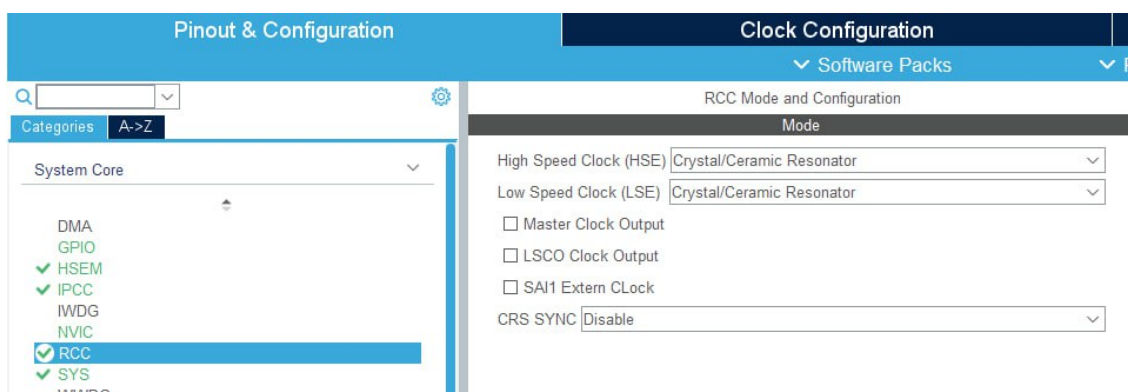 Pinout & Configuration
Clock Configuration
Software Packs
Categories
A->Z
RCC Mode and Configuration
Mode
System Core
DMA
GPIO
HSEM
IPCC
IWDG
NVIC
RCC
SYS
High Speed Clock (HSE) Crystal/Ceramic Resonator
Low Speed Clock (LSE) Crystal/Ceramic Resonator
Master Clock Output
LSCO Clock Output
SAI1 Extern CLock
CRS SYNC Disable